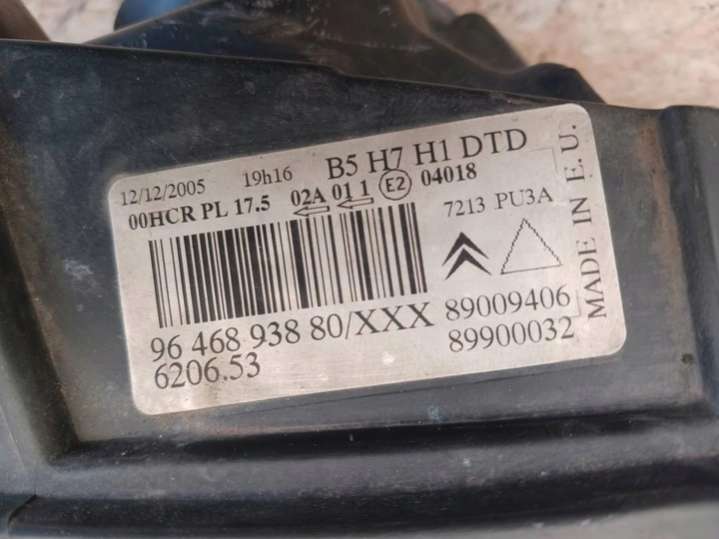 B5 H7 H1 DTD
12/12/2005 19h16
00HCR PL 17.5 02A 01 1 E2 04018
7213 PU3A
MADE IN E.U.
96 468 938 80/XXX 89009406
6206.53 89900032